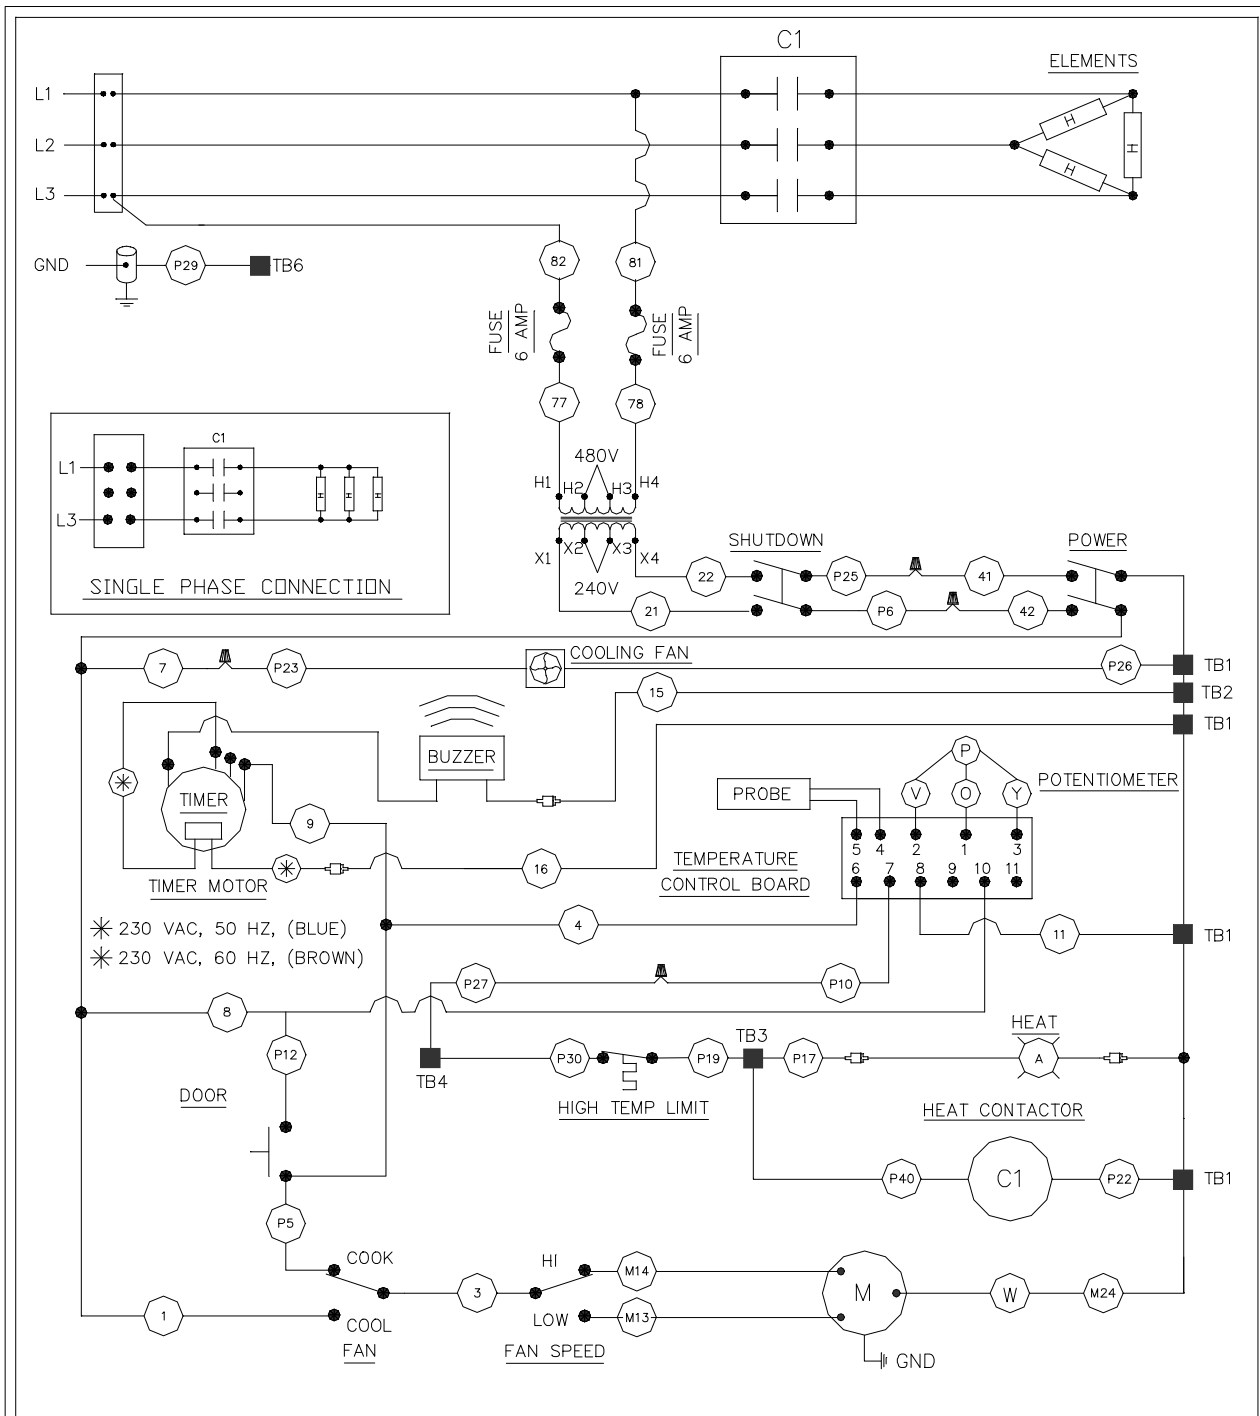 C1
ELEMENTS
L1
L2
L3
H
H
H
GND
P29
TB6
82
81
FUSE
6 AMP
FUSE
6 AMP
77
78
C1
L1
L3
H
H
H
SINGLE PHASE CONNECTION
480V
H1
H2
H3
H4
X1
X2
X3
X4
240V
SHUTDOWN
POWER
22
P25
41
21
P6
42
7
P23
COOLING FAN
P26
TB1
15
TB2
TB1
BUZZER
TIMER
9
TIMER MOTOR
16
P
V
O
Y
POTENTIOMETER
PROBE
5
4
2
1
3
6
7
8
9
10
11
TEMPERATURE
CONTROL BOARD
230 VAC, 50 HZ, (BLUE)
230 VAC, 60 HZ, (BROWN)
4
11
TB1
P27
P10
8
P12
HEAT
TB3
P30
P19
P17
A
TB4
HIGH TEMP LIMIT
DOOR
HEAT CONTACTOR
P40
C1
P22
TB1
P5
COOK
HI
M14
3
M
W
M24
1
COOL
LOW
M13
FAN
FAN SPEED
GND